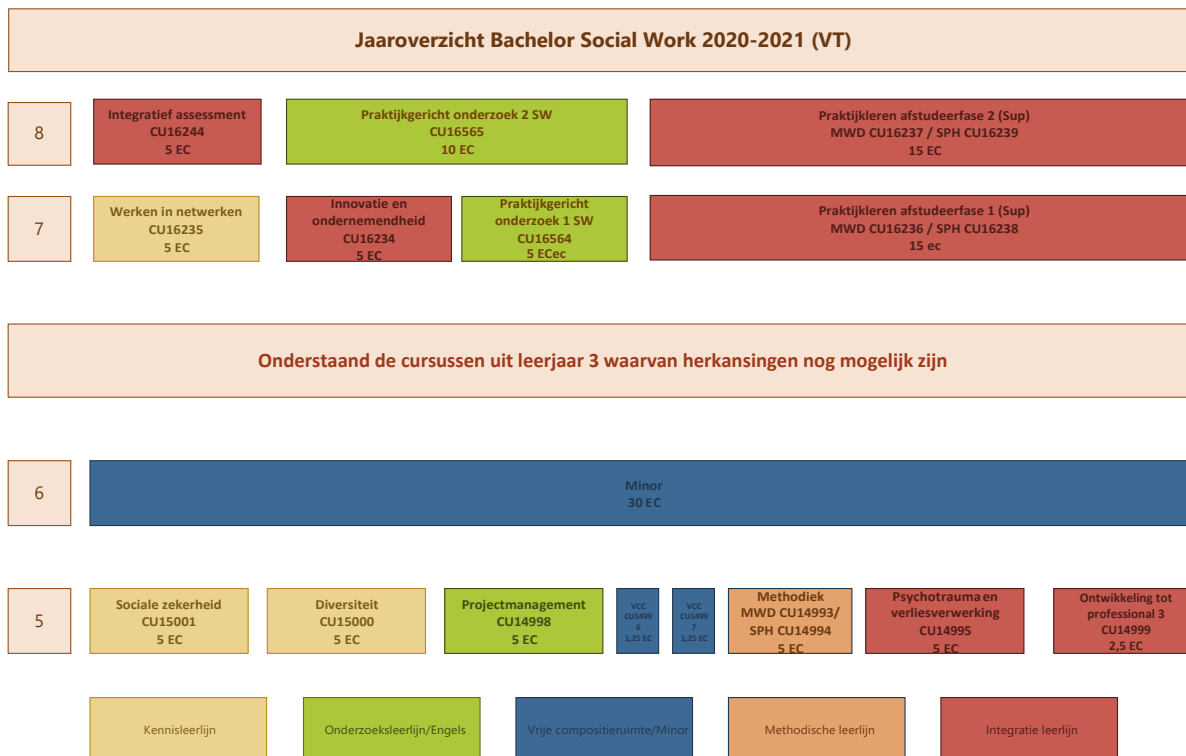 Jaaroverzicht Bachelor Social Work 2020-2021 (VT)
8
Integratief assessment
CU16244
5 EC
Praktijkgericht onderzoek 2 SW
CU16565
10 EC
Praktijkleren afstudeerfase 2 (Sup)
MWD CU16237 / SPH CU16239
15 EC
7
Werken in netwerken
CU16235
5 EC
Innovatie en
ondernemendheid
CU16234
5 EC
Praktijkgericht
onderzoek 1 SW
CU16564
5 ECec
Praktijkleren afstudeerfase 1 (Sup)
MWD CU16236 / SPH CU16238
15 ec
Onderstaand de cursussen uit leerjaar 3 waarvan herkansingen nog mogelijk zijn
6
Minor
30 EC
5
Sociale zekerheid
CU15001
5 EC
Diversiteit
CU15000
5 EC
Projectmanagement
CU14998
5 EC
VCC
CU1499
6
1,25 EC
VCC
CU1499
7
1,25 EC
Methodiek
MWD CU14993/
SPH CU14994
5 EC
Psychotrauma en
verliesverwerking
CU14995
5 EC
Ontwikkeling tot
professional 3
CU14999
2,5 EC
Kennisleerlijn
Onderzoeksleerlijn/Engels
Vrije compositieruimte/Minor
Methodische leerlijn
Integratie leerlijn